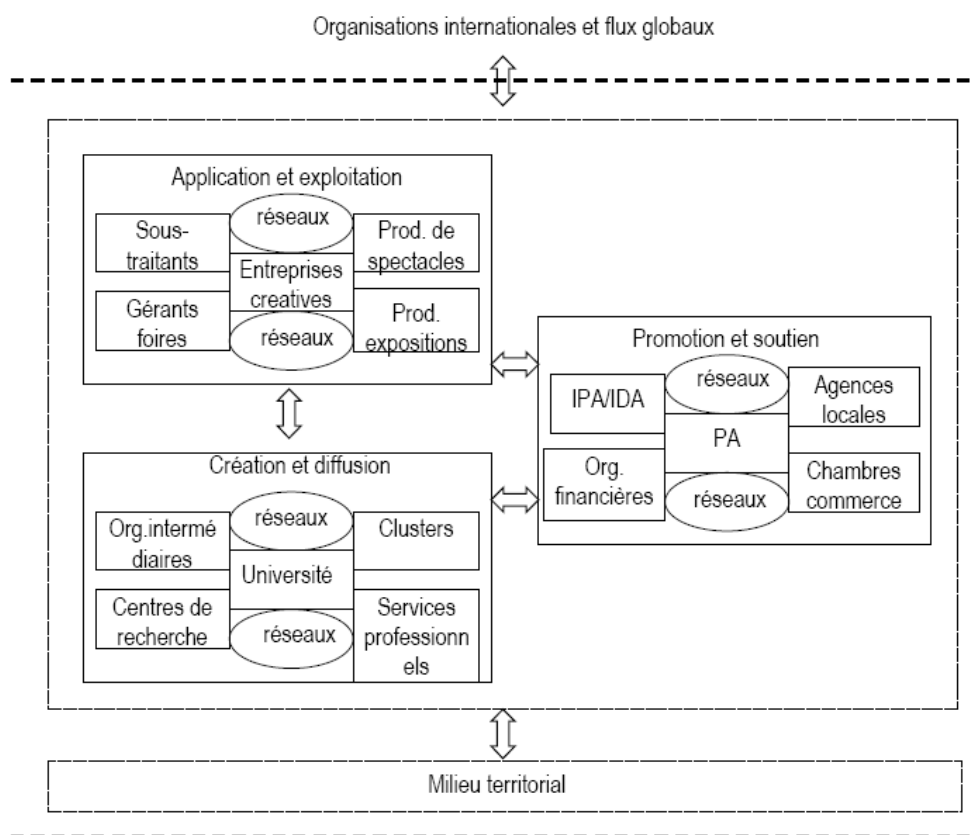 Organisations internationales et flux globaux
Application et exploitation
réseaux
Sous-
traitants
Prod. de
spectacles
Entreprises
creatives
Gérants
foires
Prod.
expositions
réseaux
Promotion et soutien
réseaux
IPA/IDA
Agences
locales
PA
Org.
financières
Chambres
commerce
réseaux
Création et diffusion
réseaux
Org.intermé
diaires
Clusters
Université
Centres de
recherche
Services
professionn
els
réseaux
Milieu territorial